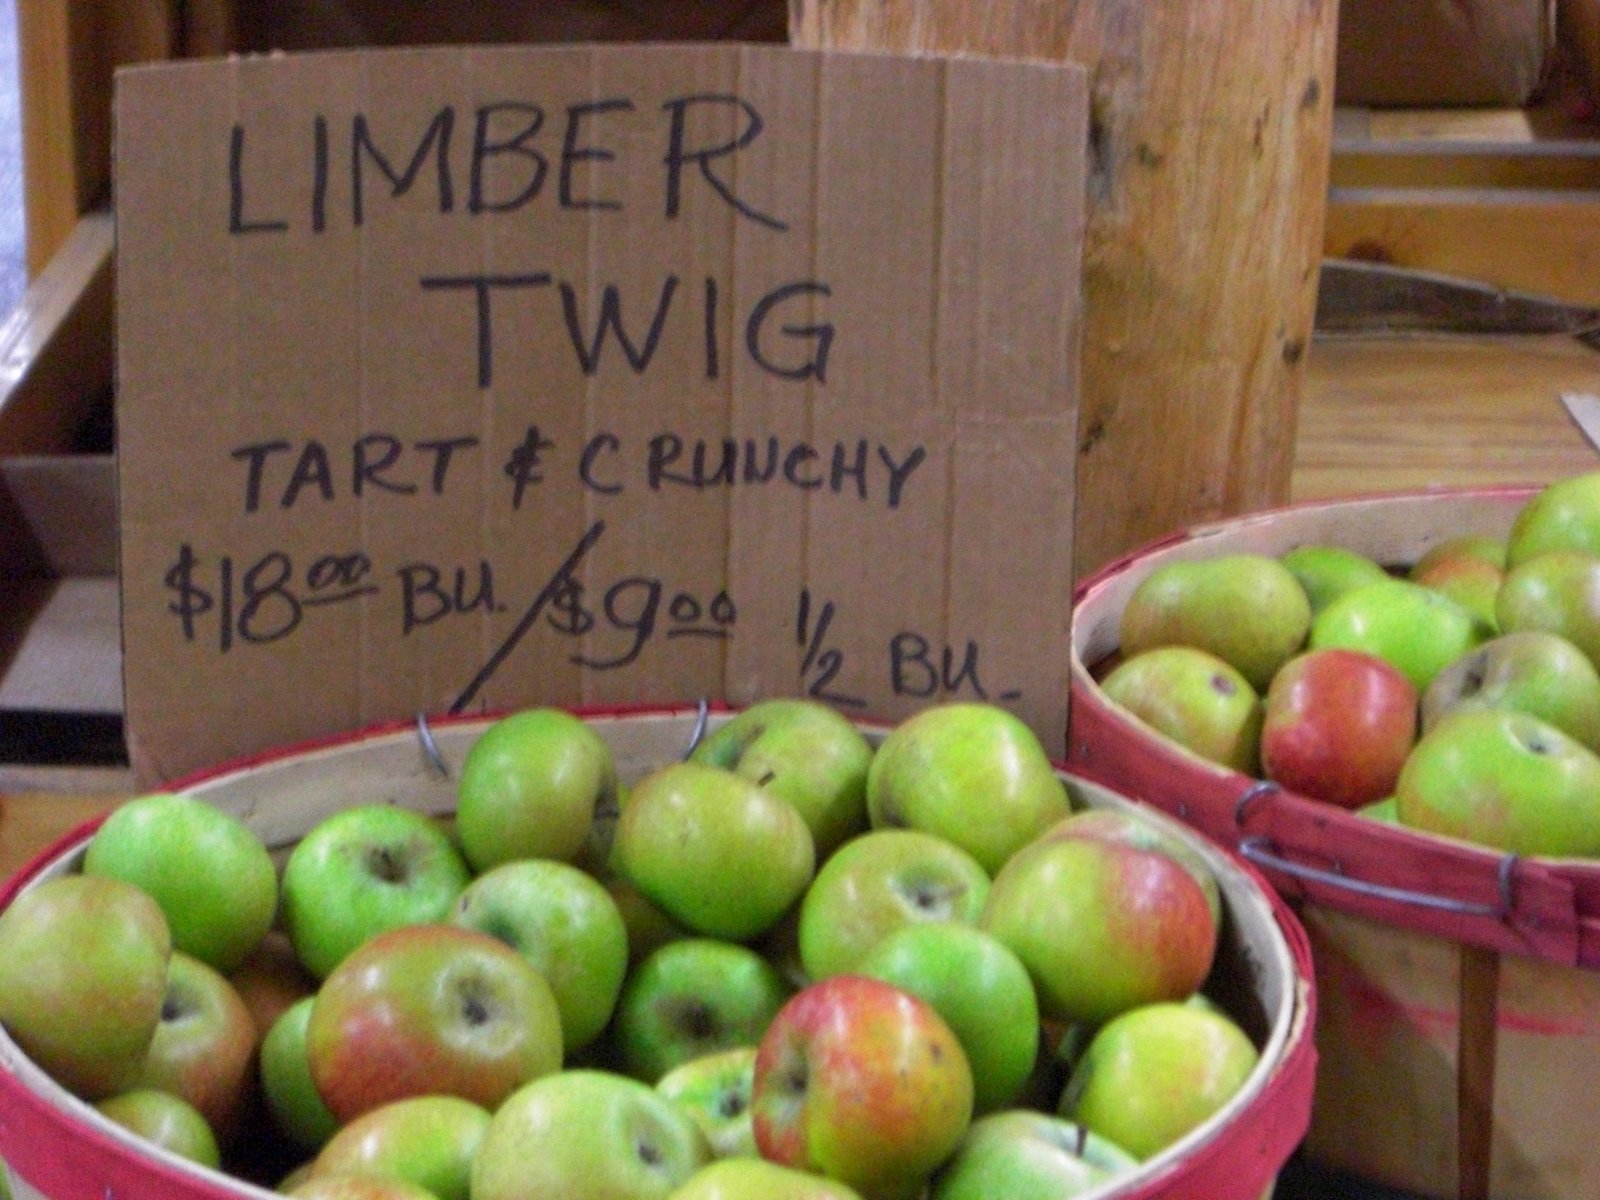 LIMBER
TWIG
TART & CRUNCHY
$18.00 BU. / $9.00 1/2 BU.